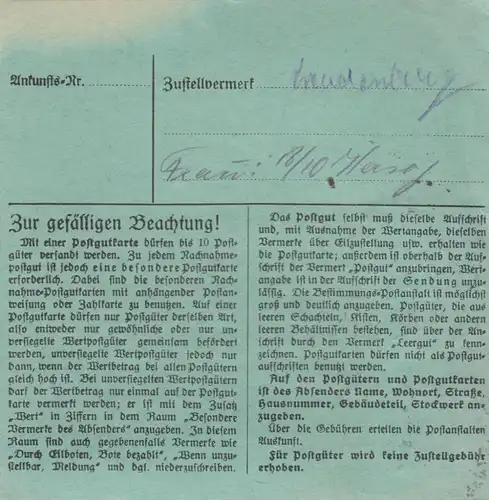 Ankunfts-Nr.
Zustellvermerk
Frau: 18/10
Zur gefälligen Beachtung!
Mit einer Postgutkarte dürfen bis 10 Post-
güter versandt werden. Zu jedem Nachnahme-
postgut ist jedoch eine besondere Postgutkarte
erforderlich. Dabei sind die besonderen Nach-
nahme-Postgutkarten mit anhängender Postan-
weisung oder Zahlkarte zu benutzen. Auf einer
Postgutkarte dürfen nur Postgüter derselben Art,
also entweder nur gewöhnliche oder nur un-
versiegelte Wertpostgüter gemeinsam befördert
werden, unversiegelte Wertpostgüter jedoch nur
dann, wenn der Wertbetrag bei allen Postgütern
gleich hoch ist. Bei unversiegelten Wertpostgütern
darf der Wertbetrag nur einmal auf der Postgut-
karte vermerkt werden; er ist mit dem Zusatz
„Wert“ in Ziffern in dem Raum „Besondere
Vermerke des Absenders“ anzugeben. In diesem
Raum sind auch gegebenenfalls Vermerke wie
„Durch Eilboten, Bote bezahlt“, „Wenn unzu-
stellbar, Meldung“ und dgl. niederzuschreiben.
Das Postgut selbst muß dieselbe Aufschrift
und, mit Ausnahme der Wertangabe, dieselben
Vermerke über Eilzustellung usw. erhalten wie
die Postgutkarte; außerdem ist oberhalb der Auf-
schrift der Vermerk „Postgut“ anzubringen, Wert-
angabe ist in der Aufschrift der Sendung unzu-
lässig. Die Bestimmungs-Postanstalt ist möglichst
groß und deutlich anzugeben. Postgüter, die aus
leeren Schachteln, Kisten, Körben oder anderen
leeren Behältnissen bestehen, sind über der An-
schrift durch den Vermerk „Leergut“ zu kenn-
zeichnen. Postgutkarten dürfen nicht als Postgut-
aufschriften benutzt werden.
Auf den Postgütern und Postgutkarten
ist des Absenders Name, Wohnort, Straße,
Hausnummer, Gebäudeteil, Stockwerk an-
zugeben.
Über die Gebühren erteilen die Postanstalten
Auskunft.
Für Postgüter wird keine Zustellgebühr
erhoben.